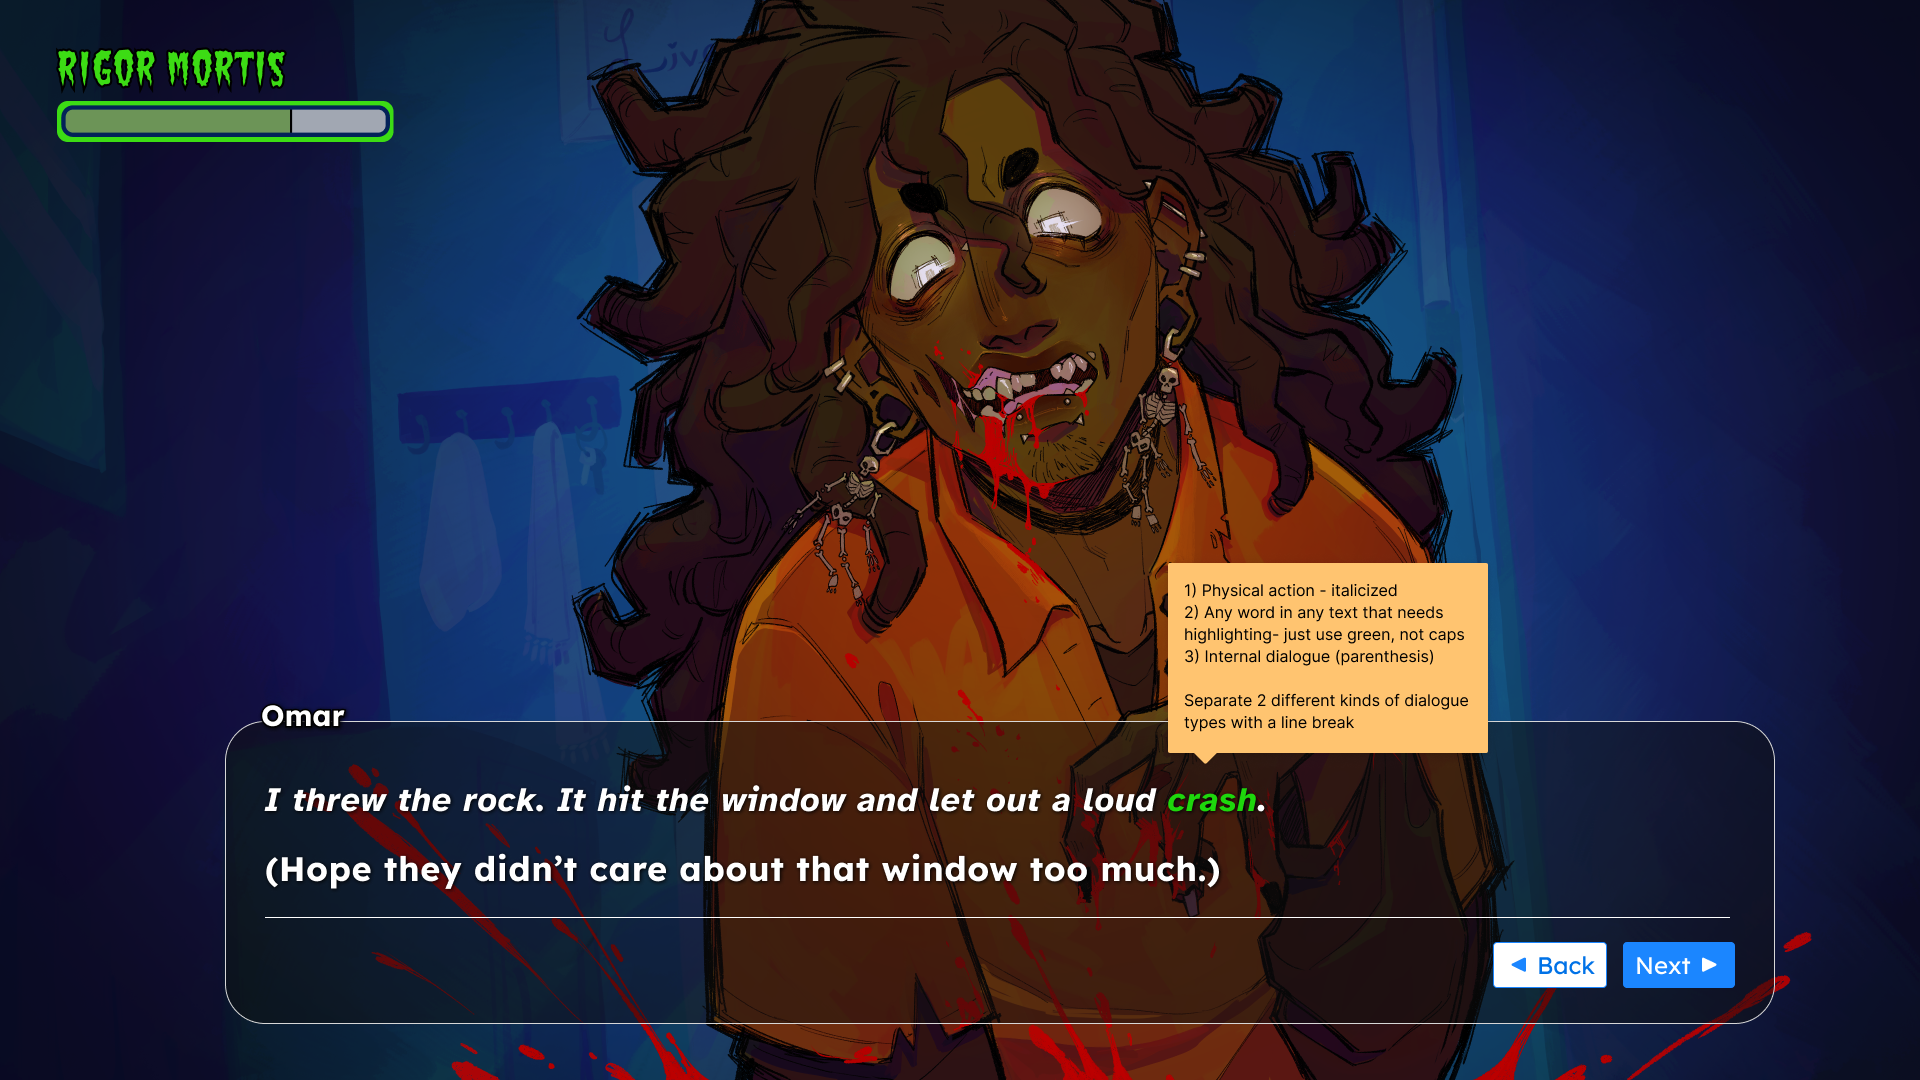 Live
RIGOR MORTIS
1) Physical action - italicized
2) Any word in any text that needs
highlighting- just use green, not caps
3) Internal dialogue (parenthesis)
Separate 2 different kinds of dialogue
types with a line break
Omar
I threw the rock. It hit the window and let out a loud crash.
(Hope they didn’t care about that window too much.)
Back
Next